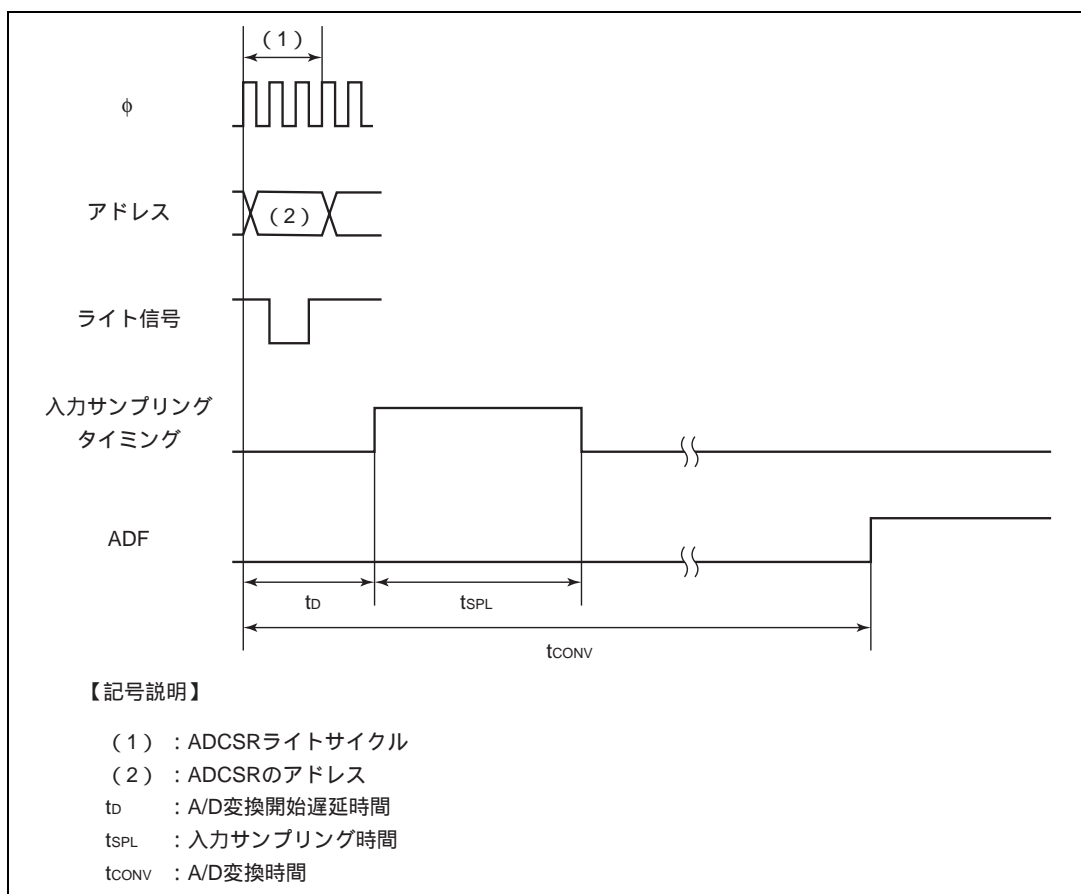 （1）
φ
アドレス
（2）
ライト信号
入力サンプリング
タイミング
ADF
tD
tSPL
tCONV
【記号説明】
（1）：ADCSRライトサイクル
（2）：ADCSRのアドレス
tD ：A/D変換開始遅延時間
tSPL ：入力サンプリング時間
tCONV ：A/D変換時間